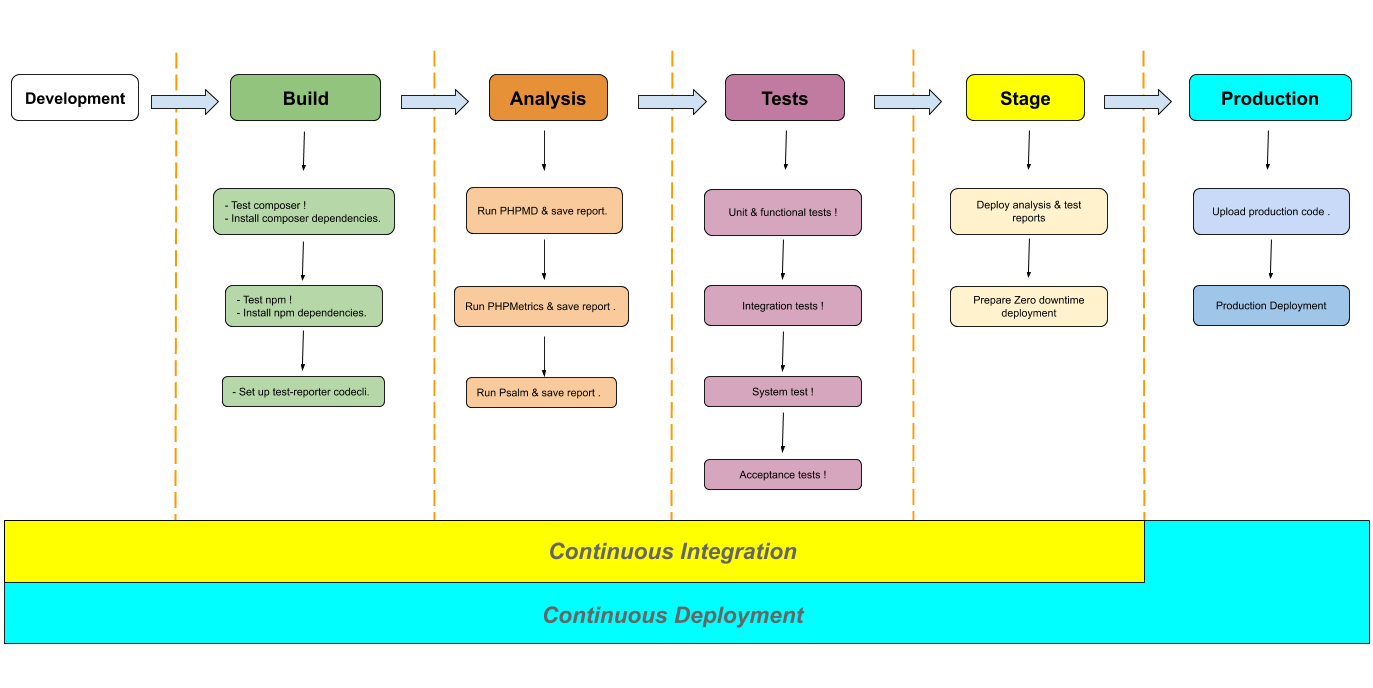 Development
Build
Analysis
Tests
Stage
Production
- Test composer !
- Install composer dependencies.
- Test npm !
- Install npm dependencies.
- Set up test-reporter codecli.
Run PHPMD & save report.
Run PHPMetrics & save report .
Run Psalm & save report .
Unit & functional tests !
Integration tests !
System test !
Acceptance tests !
Deploy analysis & test
reports
Prepare Zero downtime
deployment
Upload production code .
Production Deployment
Continuous Integration
Continuous Deployment